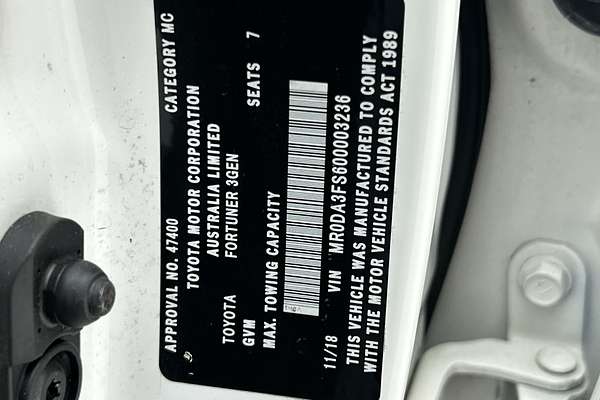 APPROVAL NO. 47400 CATEGORY MC
TOYOTA MOTOR CORPORATION
AUSTRALIA LIMITED
TOYOTA FORTUNER 3GEN
GVM SEATS 7
MAX. TOWING CAPACITY
11/18 VIN MR0DA3FS600003236
THIS VEHICLE WAS MANUFACTURED TO COMPLY
WITH THE MOTOR VEHICLE STANDARDS ACT 1989